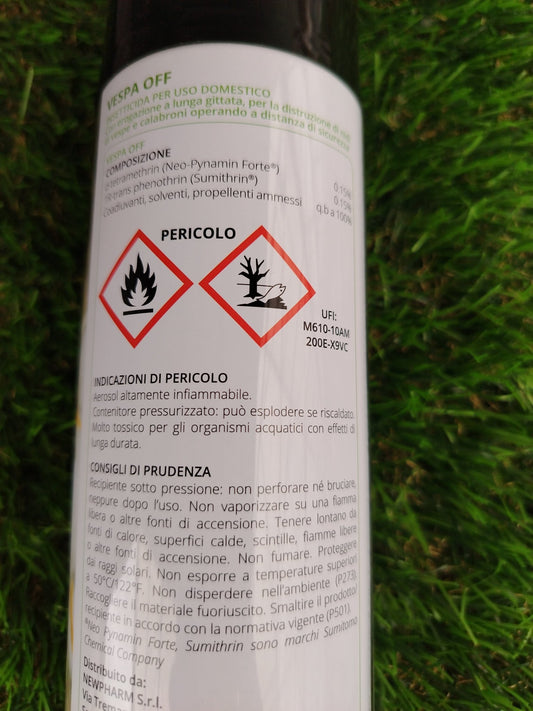 VESPA OFF
INSETTICIDA PER USO DOMESTICO
Con erogazione a lunga gittata, per la distruzione di nidi
di vespe e calabroni operando a distanza di sicurezza
VESPA OFF
COMPOSIZIONE
d-tetramethrin (Neo-Pynamin Forte®) 0,15%
1R-trans phenothrin (Sumithrin®) 0,15%
Coadiuvanti, solventi, propellenti ammessi q.b a 100%
PERICOLO
UFI:
M610-10AM
200E-X9VC
INDICAZIONI DI PERICOLO
Aerosol altamente infiammabile.
Contenitore pressurizzato: può esplodere se riscaldato.
Molto tossico per gli organismi acquatici con effetti di
lunga durata.
CONSIGLI DI PRUDENZA
Recipiente sotto pressione: non perforare né bruciare,
neppure dopo l'uso. Non vaporizzare su una fiamma
libera o altre fonti di accensione. Tenere lontano da
fonti di calore, superfici calde, scintille, fiamme libere
o altre fonti di accensione. Non fumare. Proteggere
dai raggi solari. Non esporre a temperature superiori
a 50°C/122°F. Non disperdere nell'ambiente (P273).
Raccogliere il materiale fuoriuscito. Smaltire il prodotto/
recipiente in accordo con la normativa vigente (P501).
®Neo Pynamin Forte, Sumithrin sono marchi Sumitomo
Chemical Company
Distribuito da:
NEWPHARM S.r.l.
Via